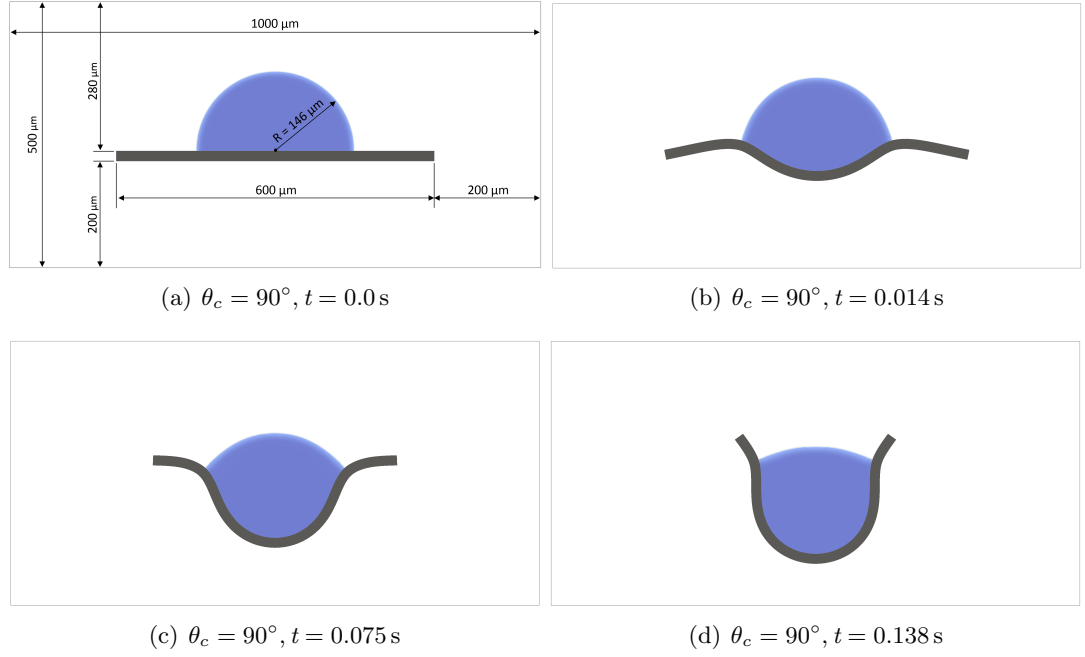 1000 µm
280 µm
500 µm
R = 146 µm
600 µm
200 µm
200 µm
(a) θc = 90°, t = 0.0 s
(b) θc = 90°, t = 0.014 s
(c) θc = 90°, t = 0.075 s
(d) θc = 90°, t = 0.138 s